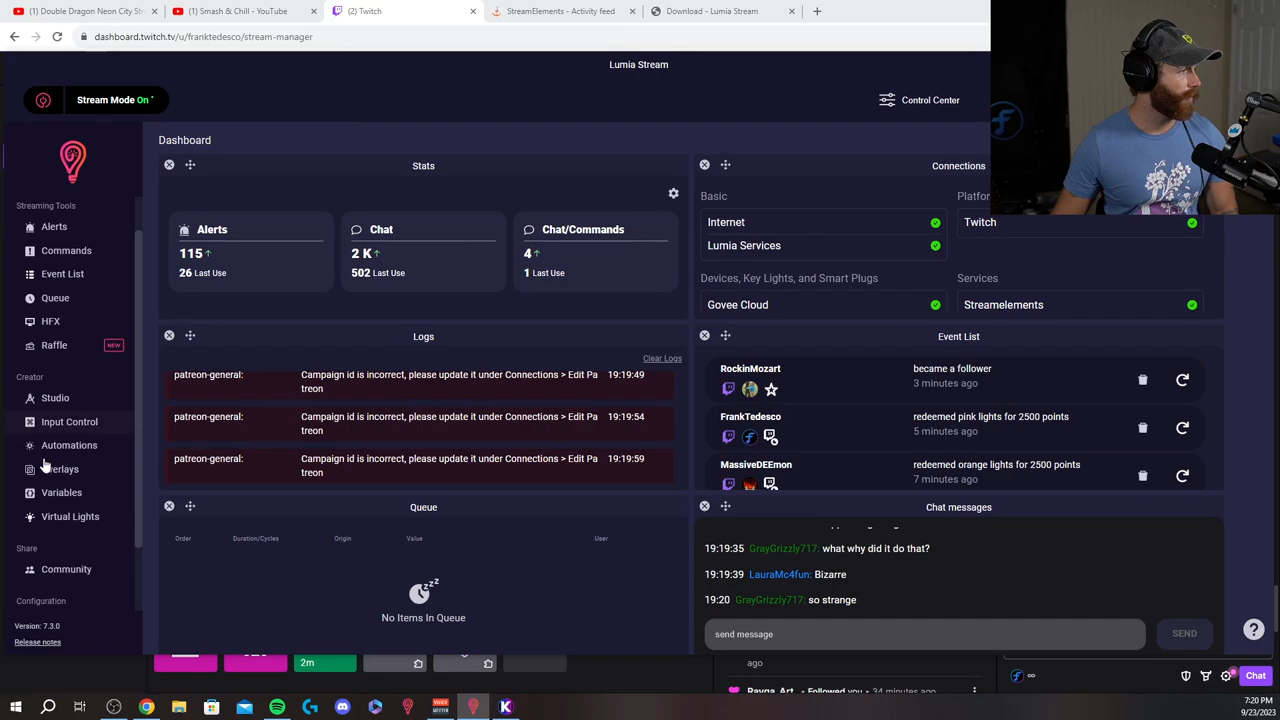 (1) Double Dragon Neon City St
(1) Smash & Chill - YouTube
(2) Twitch
StreamElements - Activity feed
Download - Lumia Stream
dashboard.twitch.tv/u/franktedesco/stream-manager
Lumia Stream
Stream Mode On
Control Center
Dashboard
Streaming Tools
Alerts
Commands
Event List
Queue
HFX
Raffle
NEW
Creator
Studio
Input Control
Automations
Variables
Virtual Lights
Share
Community
Configuration
Version: 7.3.0
Release notes
Stats
Alerts
115
26 Last Use
Chat
2 K
502 Last Use
Chat/Commands
4
1 Last Use
Connections
Basic
Internet
Lumia Services
Twitch
Devices, Key Lights, and Smart Plugs
Services
Govee Cloud
Streamelements
Logs
Clear Logs
patreon-general: Campaign id is incorrect, please update it under Connections > Edit Pa 19:19:49
treon
patreon-general: Campaign id is incorrect, please update it under Connections > Edit Pa 19:19:54
treon
patreon-general: Campaign id is incorrect, please update it under Connections > Edit Pa 19:19:59
treon
Event List
RockinMozart became a follower
3 minutes ago
FrankTedesco redeemed pink lights for 2500 points
5 minutes ago
MassiveDEEmon redeemed orange lights for 2500 points
7 minutes ago
Queue
Order Duration/Cycles Origin Value User
No Items In Queue
Chat messages
19:19:35 GrayGrizzly717: what why did it do that?
19:19:39 LauraMc4fun: Bizarre
19:20 GrayGrizzly717: so strange
send message
SEND
2m
ago
Followed you 34 minutes ago
Chat
7:20 PM
9/23/2023